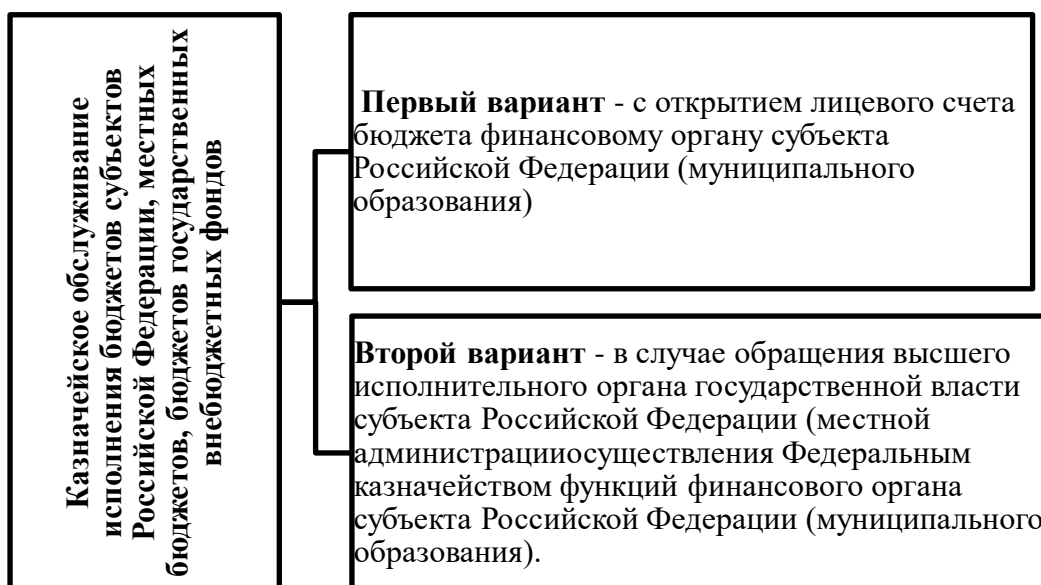 Казначейское обслуживание
исполнения бюджетов субъектов
Российской Федерации, местных
бюджетов, бюджетов государственных
внебюджетных фондов
Первый вариант - с открытием лицевого счета
бюджета финансовому органу субъекта
Российской Федерации (муниципального
образования)
Второй вариант - в случае обращения высшего
исполнительного органа государственной власти
субъекта Российской Федерации (местной
администрацииосуществления Федеральным
казначейством функций финансового органа
субъекта Российской Федерации (муниципального
образования).